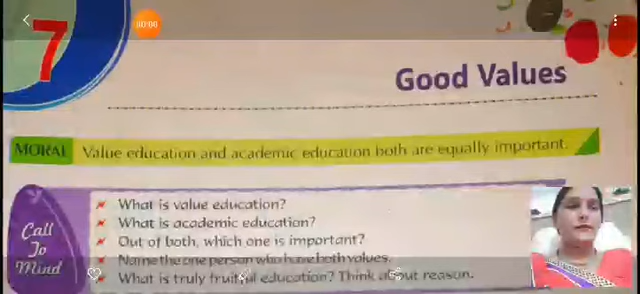 7
00:00
Good Values
MORAL Value education and academic education both are equally important.
Call To Mind
What is value education?
What is academic education?
Out of both, which one is important?
Name the one person who have both values.
What is truly fruitful education? Think about reason.